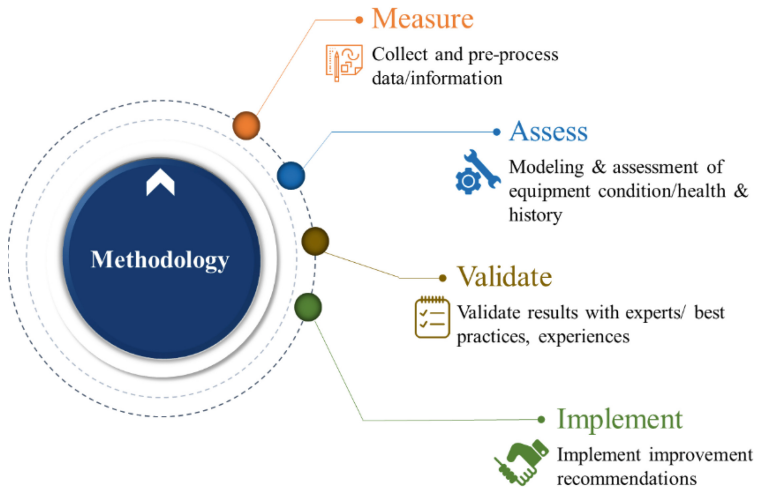 Measure
Collect and pre-process
data/information
Assess
Modeling & assessment of
equipment condition/health &
history
Methodology
Validate
Validate results with experts/ best
practices, experiences
Implement
Implement improvement
recommendations